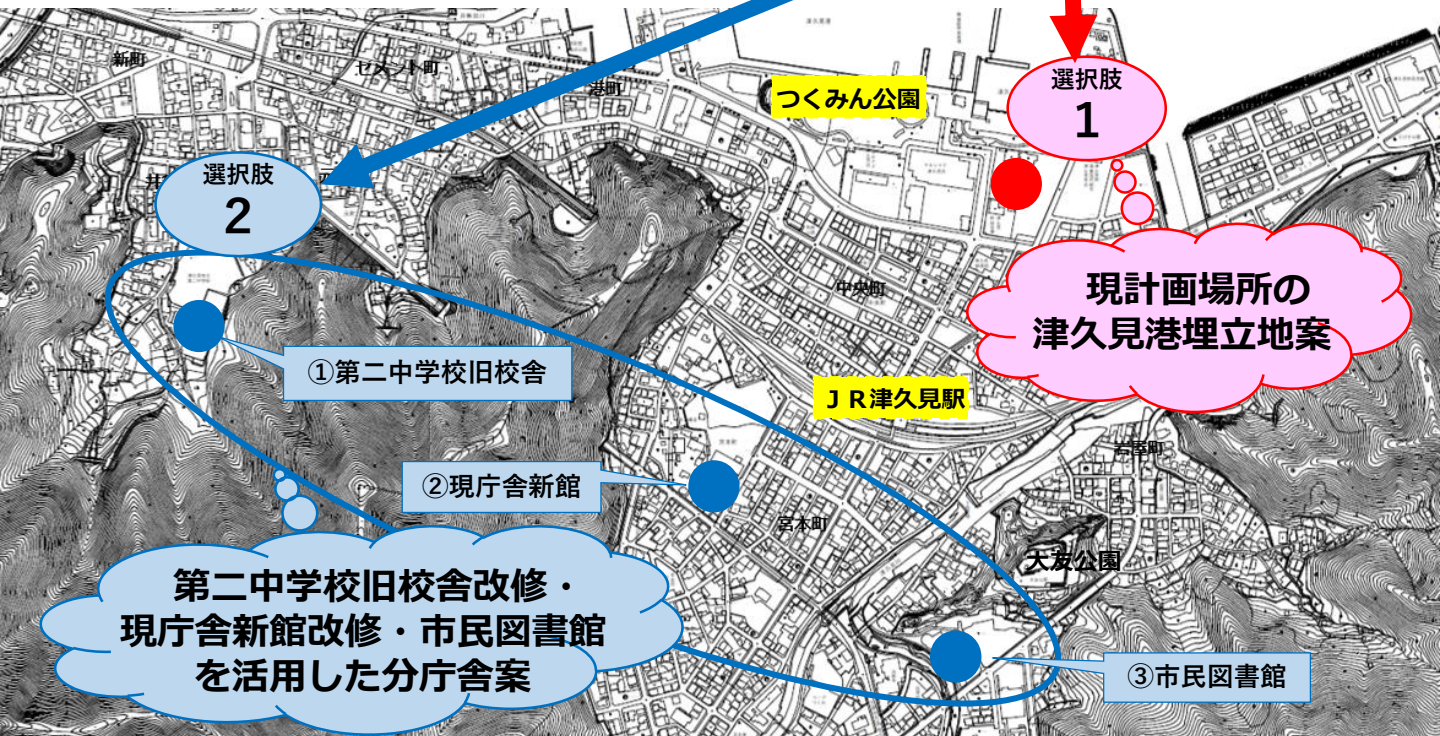 新町
セメント町
港町
つくみん公園
選択肢
1
選択肢
2
中央町
現計画場所の
津久見港埋立地案
①第二中学校旧校舎
ＪＲ津久見駅
岩屋町
②現庁舎新館
宮本町
大友公園
第二中学校旧校舎改修・
現庁舎新館改修・市民図書館
を活用した分庁舎案
③市民図書館